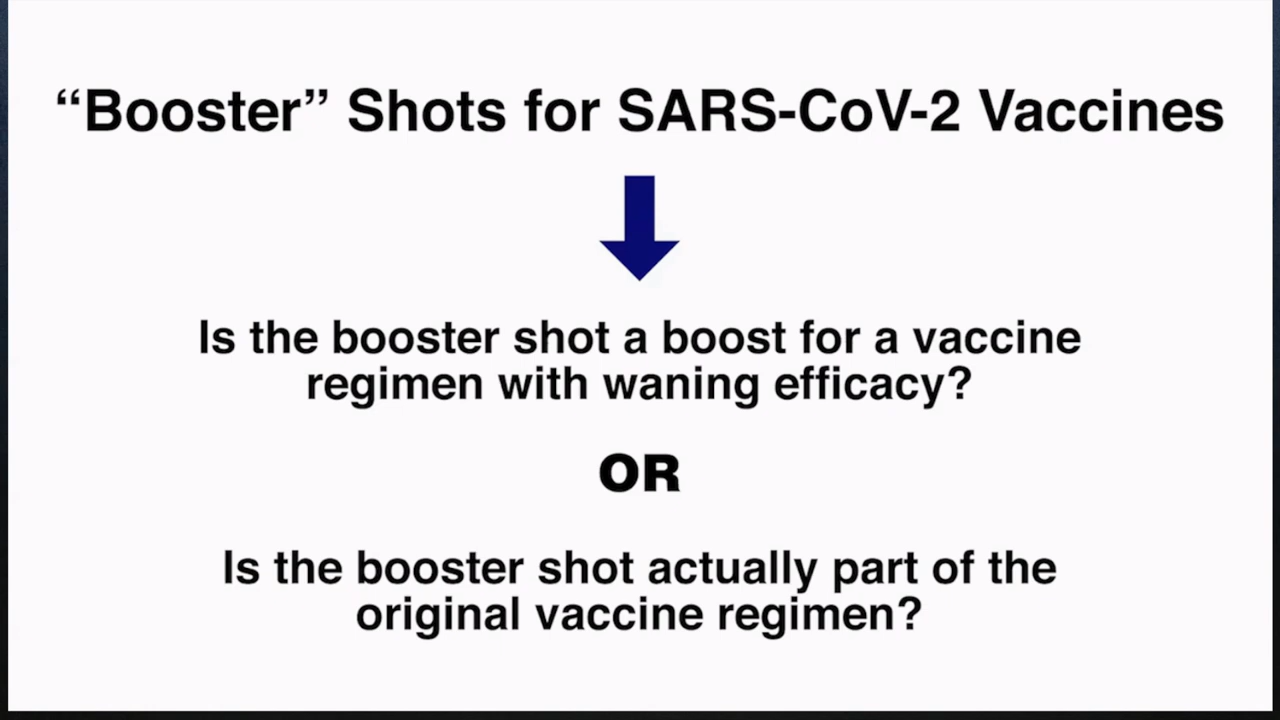 “Booster” Shots for SARS-CoV-2 Vaccines
Is the booster shot a boost for a vaccine
regimen with waning efficacy?
OR
Is the booster shot actually part of the
original vaccine regimen?